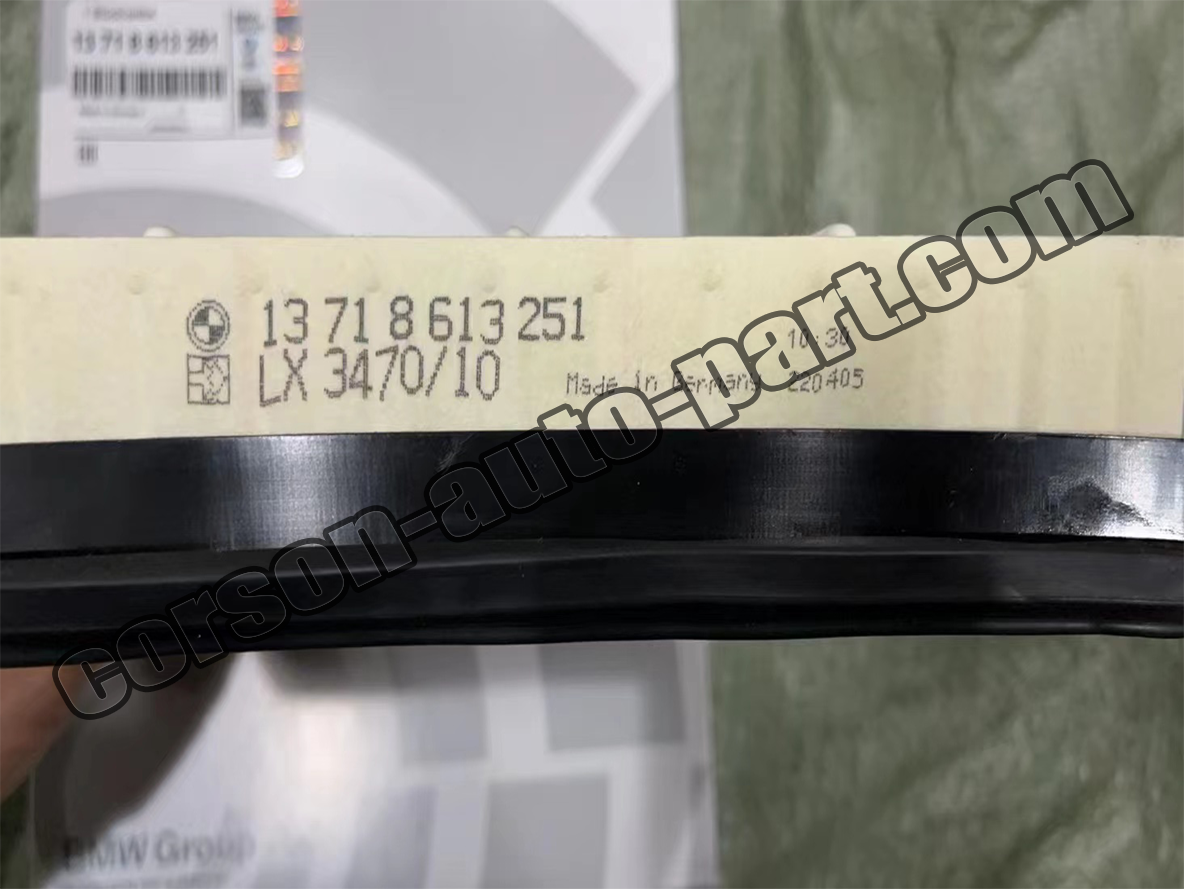 13 71 8 613 251
13 71 8 613 251
LX 3470/10
10:30
Made in Germany 220405
corson-auto-part.com
BMW Group